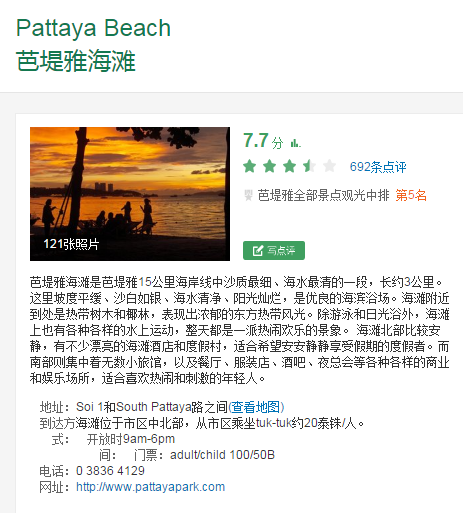 Pattaya Beach
芭堤雅海滩
7.7 分
692条点评
芭堤雅全部景点观光中排 第5名
121张照片
写点评
芭堤雅海滩是芭堤雅15公里海岸线中沙质最细、海水最清的一段，长约3公里。
这里坡度平缓、沙白如银、海水清净、阳光灿烂，是优良的海滨浴场。海滩附近
到处是热带树木和椰林，表现出浓郁的东方热带风光。除游泳和日光浴外，海滩
上也有各种各样的水上运动，整天都是一派热闹欢乐的景象。 海滩北部比较安
静，有不少漂亮的海滩酒店和度假村，适合希望安安静静享受假期的度假者。而
南部则集中着无数小旅馆，以及餐厅、服装店、酒吧、夜总会等各种各样的商业
和娱乐场所，适合喜欢热闹和刺激的年轻人。
地址：Soi 1和South Pattaya路之间(查看地图)
到达方海滩位于市区中北部，从市区乘坐tuk-tuk约20泰铢/人。
式： 开放时9am-6pm
间： 门票：adult/child 100/50B
电话：0 3836 4129
网址：http://www.pattayapark.com